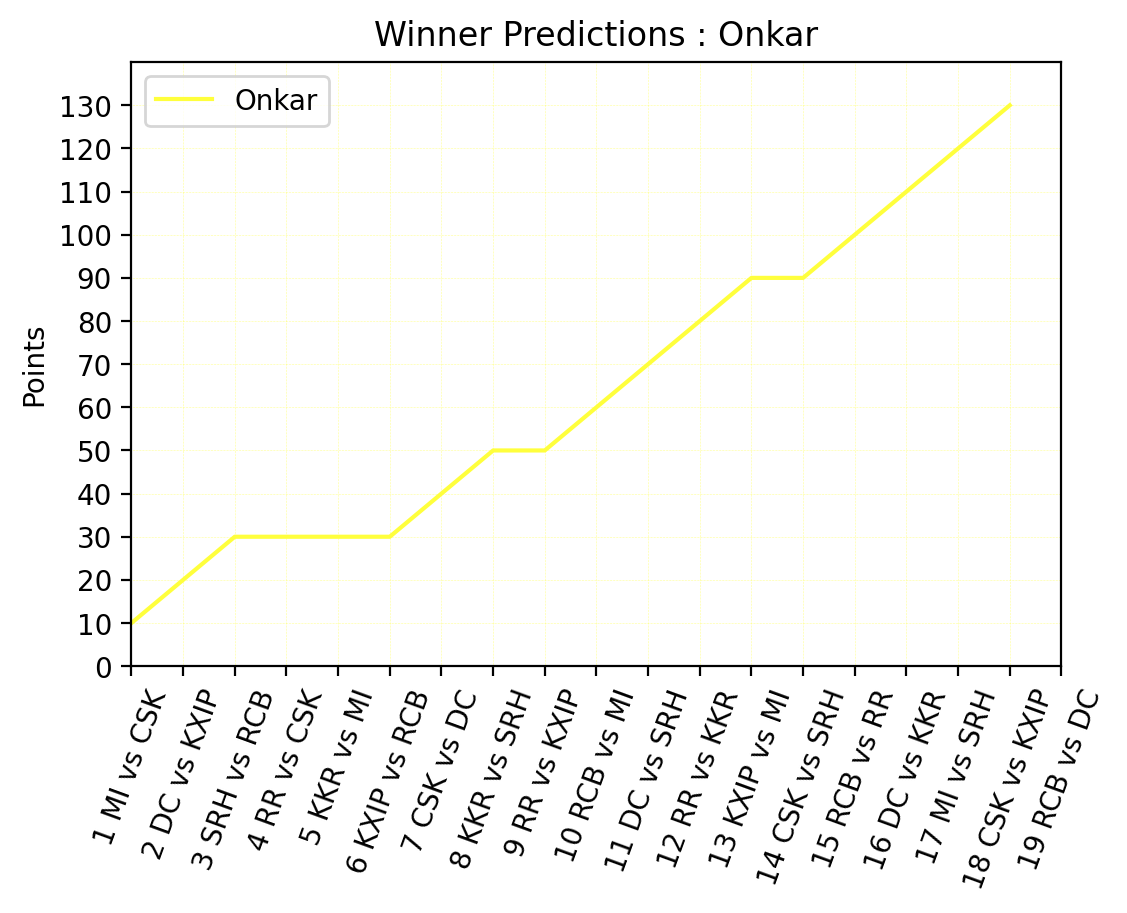 Winner Predictions : Onkar
Onkar
Points
130
120
110
100
90
80
70
60
50
40
30
20
10
0
1 MI vs CSK
2 DC vs KXIP
3 SRH vs RCB
4 RR vs CSK
5 KKR vs MI
6 KXIP vs RCB
7 CSK vs DC
8 KKR vs SRH
9 RR vs KXIP
10 RCB vs MI
11 DC vs SRH
12 RR vs KKR
13 KXIP vs MI
14 CSK vs SRH
15 RCB vs RR
16 DC vs KKR
17 MI vs SRH
18 CSK vs KXIP
19 RCB vs DC